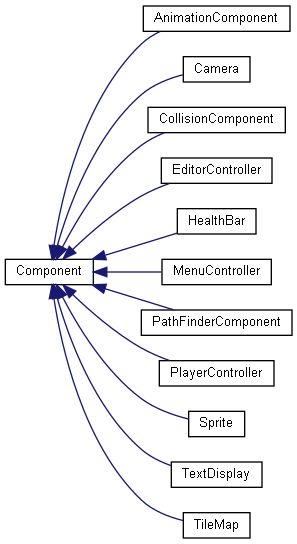 AnimationComponent
Camera
CollisionComponent
EditorController
HealthBar
Component
MenuController
PathFinderComponent
PlayerController
Sprite
TextDisplay
TileMap